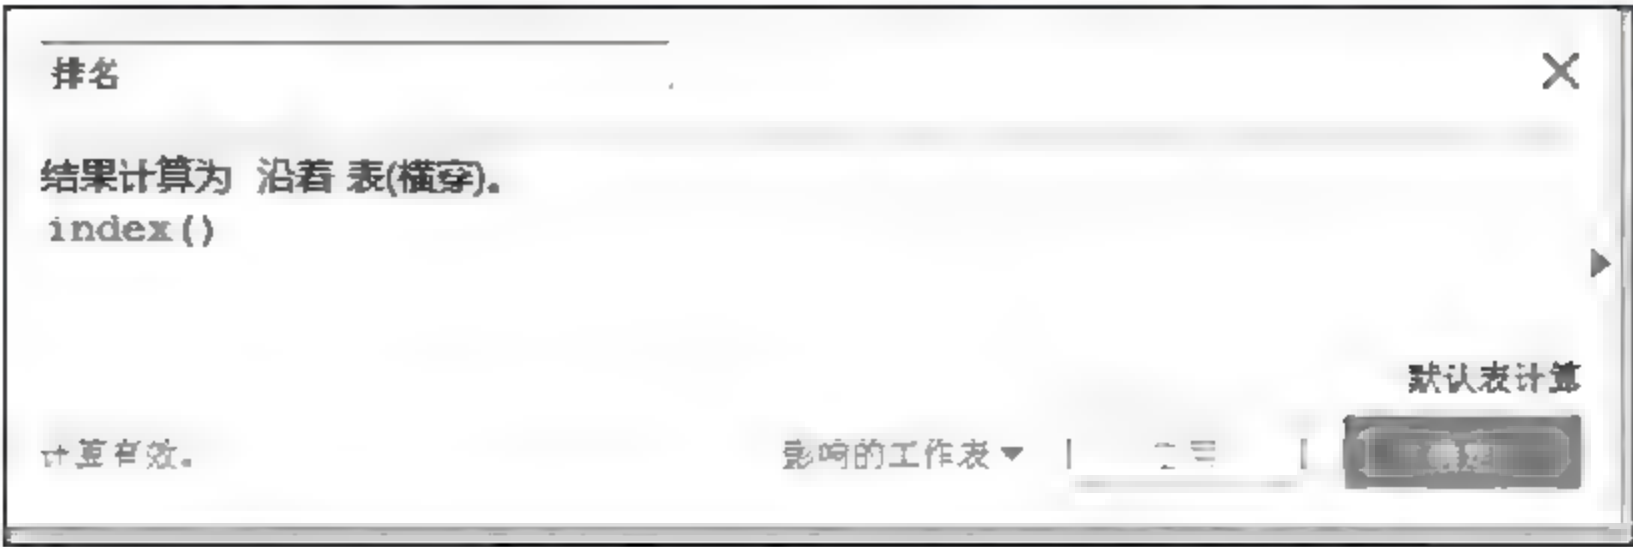 排名
结果计算为 沿着 表(横穿)。
index()
默认表计算
计算有效。
影响的工作表